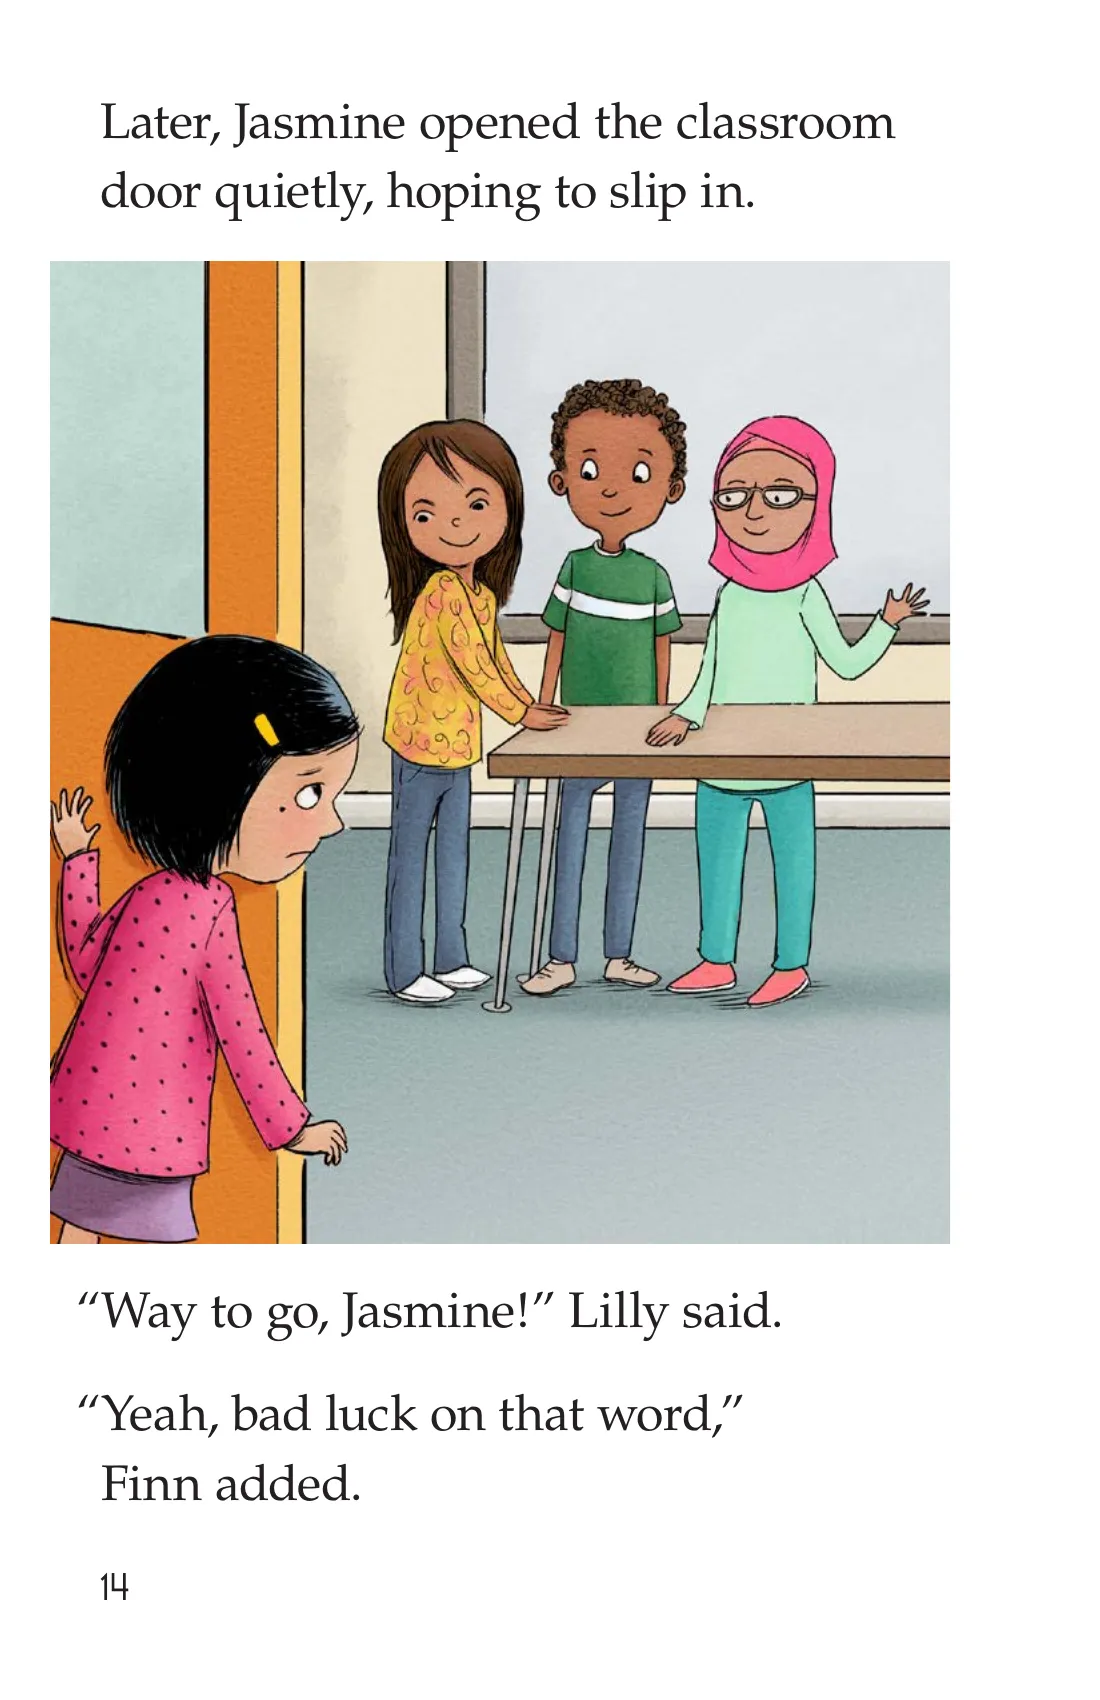 Later, Jasmine opened the classroom
door quietly, hoping to slip in.
“Way to go, Jasmine!” Lilly said.
“Yeah, bad luck on that word,”
Finn added.
14